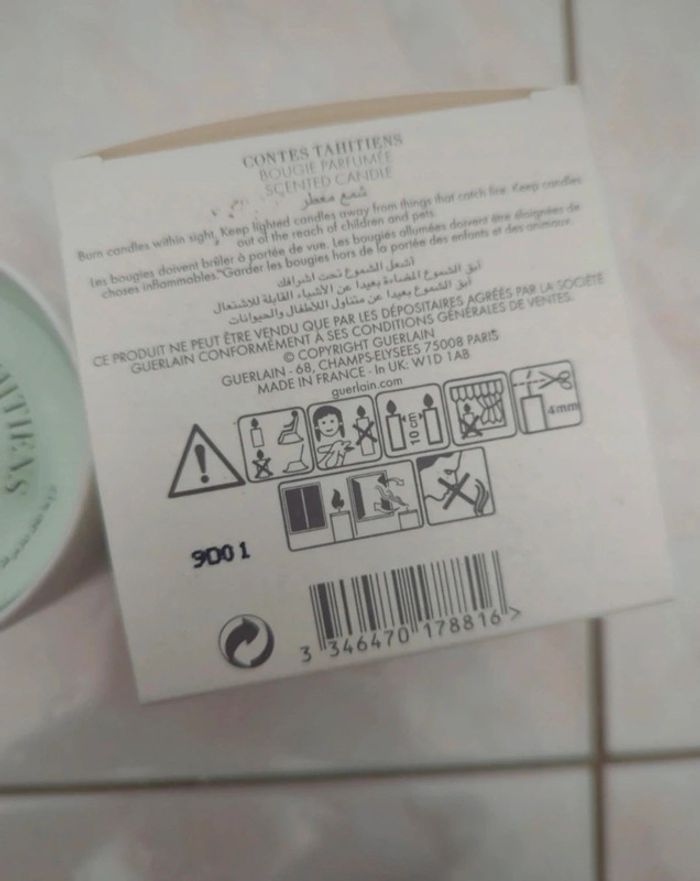 CONTES TAHITIENS
BOUGIE PARFUMÉE
SCENTED CANDLE
شمع معطر
Burn candles within sight, Keep lighted candles away from things that catch fire. Keep candles
out of the reach of children and pets.
Les bougies doivent brûler à portée de vue. Les bougies allumées doivent être éloignées de
choses inflammables. Garder les bougies hors de la portée des enfants et des animaux.
أشعل الشموع تحت اشرافك
أبق الشموع المضاءة بعيدا عن الأشياء القابلة للاشتعال
أبق الشموع بعيدا عن متناول الأطفال والحيوانات
CE PRODUIT NE PEUT ÊTRE VENDU QUE PAR LES DÉPOSITAIRES AGRÉÉS PAR LA SOCIÉTÉ
GUERLAIN CONFORMÉMENT À SES CONDITIONS GÉNÉRALES DE VENTES.
© COPYRIGHT GUERLAIN
GUERLAIN - 68, CHAMPS-ELYSEES 75008 PARIS
MADE IN FRANCE - In UK: W1D 1AB
guerlain.com
10 cm
4mm
9D01
3 346470 178816 >